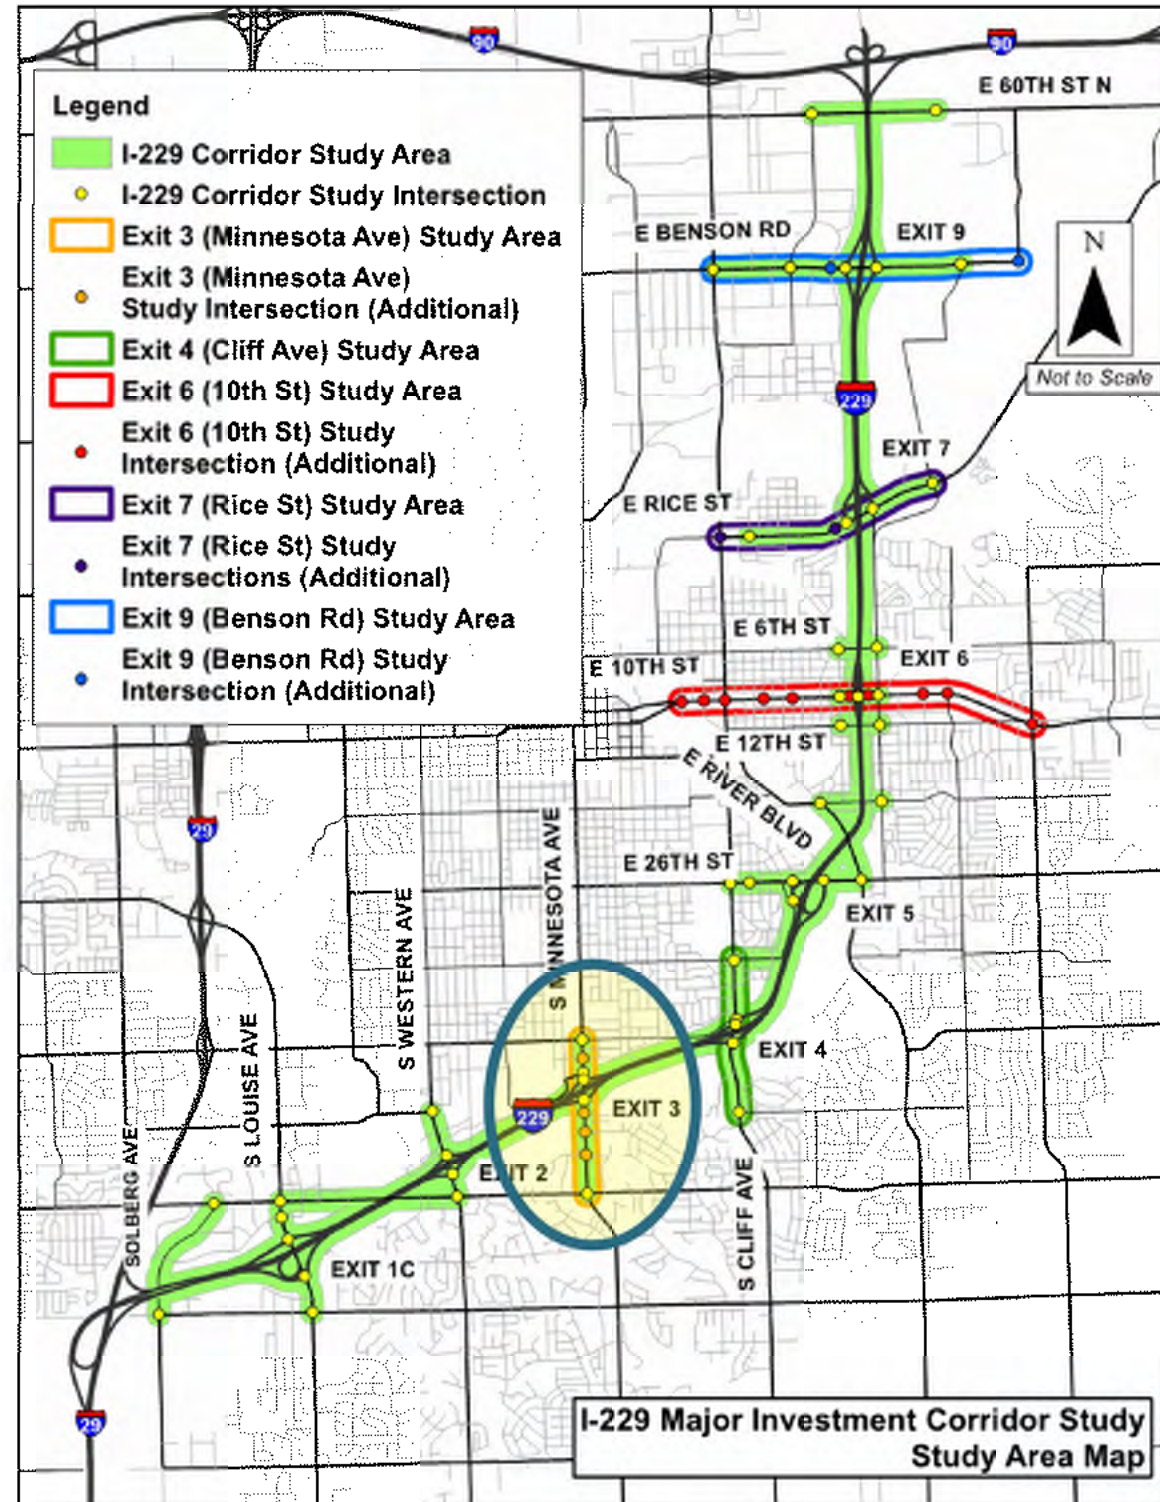 90
90
E 60TH ST N
Legend
I-229 Corridor Study Area
I-229 Corridor Study Intersection
Exit 3 (Minnesota Ave) Study Area
Exit 3 (Minnesota Ave)
Study Intersection (Additional)
Exit 4 (Cliff Ave) Study Area
Exit 6 (10th St) Study Area
Exit 6 (10th St) Study
Intersection (Additional)
Exit 7 (Rice St) Study Area
Exit 7 (Rice St) Study
Intersections (Additional)
Exit 9 (Benson Rd) Study Area
Exit 9 (Benson Rd) Study
Intersection (Additional)
E BENSON RD
EXIT 9
N
Not to Scale
229
EXIT 7
E RICE ST
E 6TH ST
EXIT 6
E 10TH ST
E 12TH ST
E RIVER BLVD
29
E 26TH ST
S MINNESOTA AVE
S WESTERN AVE
EXIT 5
S LOUISE AVE
EXIT 4
EXIT 3
229
SOLBERG AVE
EXIT 2
S CLIFF AVE
EXIT 1C
29
I-229 Major Investment Corridor Study
Study Area Map